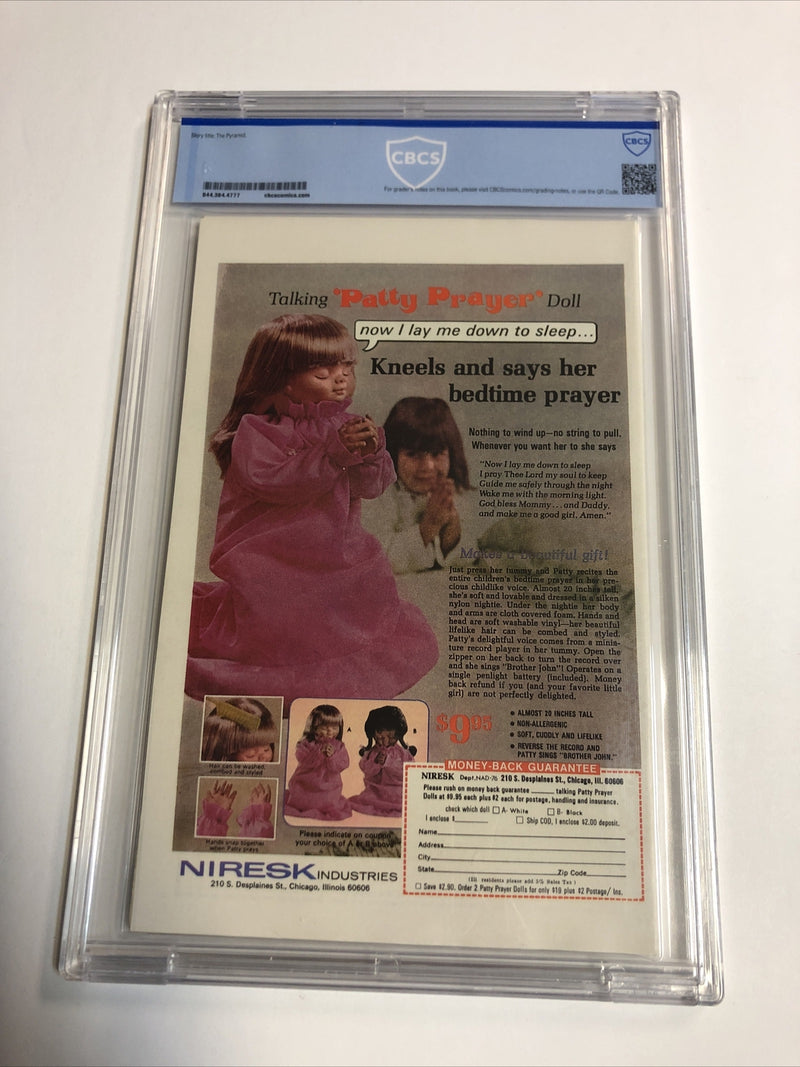 Story title: The Pyramid.
CBCS
CBCS
844.384.4777
cbcscomics.com
For grader's notes on this book, please visit CBCScomics.com/grading-notes, or use the QR Code.
Talking "Patty Prayer" Doll
now I lay me down to sleep...
Kneels and says her
bedtime prayer
Nothing to wind up—no string to pull.
Whenever you want her to she says
"Now I lay me down to sleep
I pray Thee Lord my soul to keep
Guide me safely through the night
Wake me with the morning light.
God bless Mommy . . . and Daddy,
and make me a good girl. Amen."
Makes a beautiful gift!
Just press her tummy and Patty recites the
entire children's bedtime prayer in her pre-
cious childlike voice. Almost 20 inches tall,
she's soft and lovable and dressed in a silken
nylon nightie. Under the nightie her body
and arms are cloth covered foam. Hands and
head are soft washable vinyl—her beautiful
lifelike hair can be combed and styled.
Patty's delightful voice comes from a minia-
ture record player in her tummy. Open the
zipper on her back to turn the record over
and she sings "Brother John"! Operates on a
single penlight battery (included). Money
back refund if you (and your favorite little
girl) are not perfectly delighted.
Hair can be washed,
combed and styled
Hands snap together
when Patty prays
A
B
Please indicate on coupon
your choice of A or B above
$9.95
• ALMOST 20 INCHES TALL
• NON-ALLERGENIC
• SOFT, CUDDLY AND LIFELIKE
• REVERSE THE RECORD AND
PATTY SINGS "BROTHER JOHN."
MONEY-BACK GUARANTEE
NIRESK Dept. NAD-76 210 S. Desplaines St., Chicago, Ill. 60606
Please rush on money back guarantee ______ talking Patty Prayer
Dolls at $9.95 each plus $2 each for postage, handling and insurance.
check which doll □ A- White □ B- Black
I enclose $______ □ Ship COD, I enclose $2.00 deposit.
Name
Address
City
State Zip Code
(Ill. residents please add 5% Sales Tax)
□ Save $2.90. Order 2 Patty Prayer Dolls for only $19 plus $2 Postage/ Ins.
NIRESK INDUSTRIES
210 S. Desplaines St., Chicago, Illinois 60606